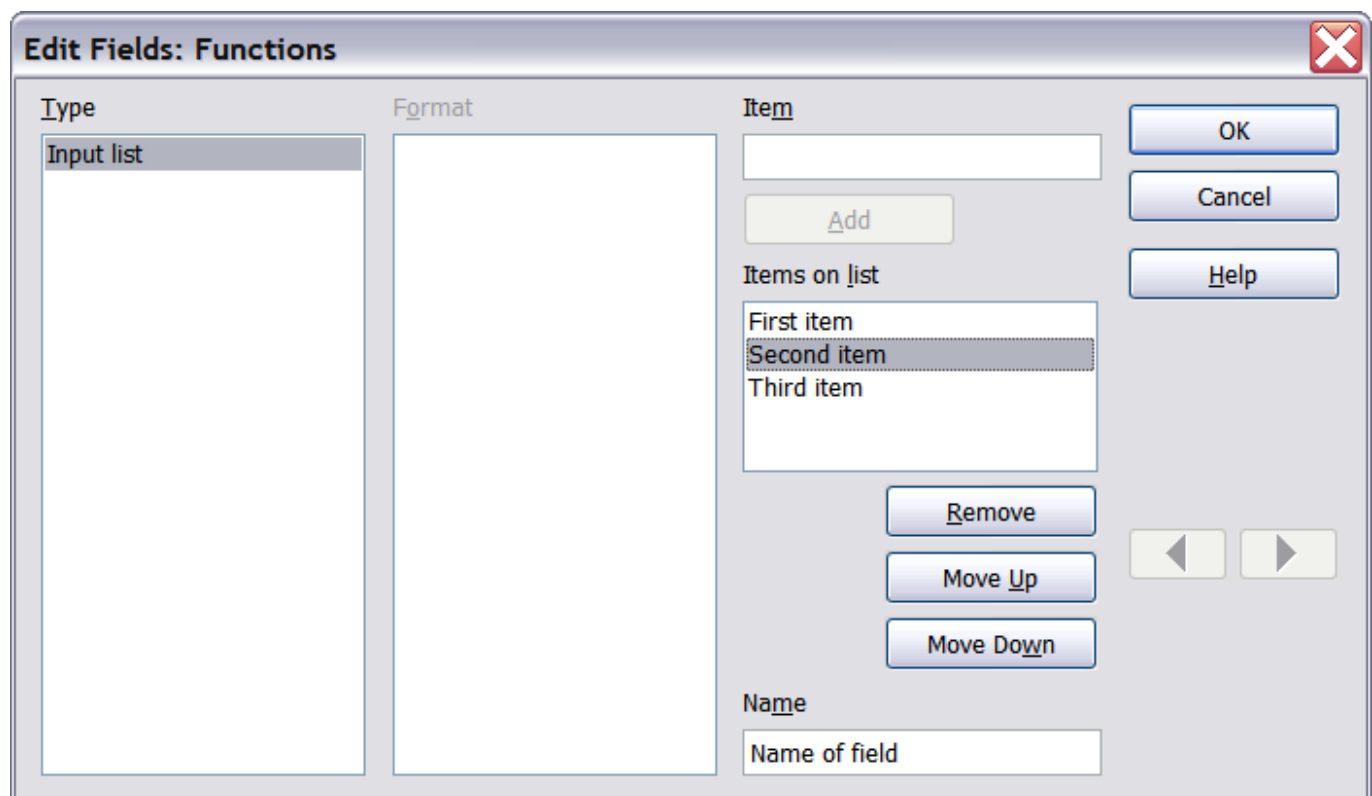 Edit Fields: Functions
Type
Input list
Format
Item
Add
Items on list
First item
Second item
Third item
Remove
Move Up
Move Down
Name
Name of field
OK
Cancel
Help